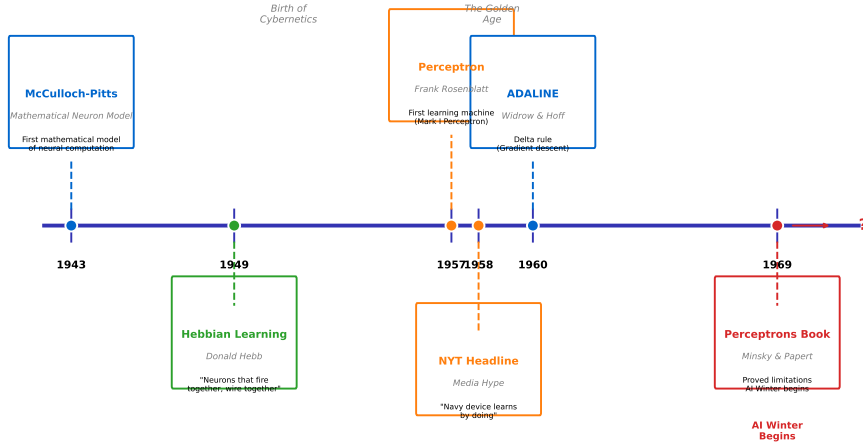 Birth of
Cybernetics
The Golden
Age
McCulloch-Pitts
Mathematical Neuron Model
First mathematical model
of neural computation
Perceptron
Frank Rosenblatt
First learning machine
(Mark I Perceptron)
ADALINE
Widrow & Hoff
Delta rule
(Gradient descent)
1943
1949
1957
1958
1960
1969
Hebbian Learning
Donald Hebb
"Neurons that fire
together, wire together"
NYT Headline
Media Hype
"Navy device learns
by doing"
Perceptrons Book
Minsky & Papert
Proved limitations
AI Winter begins
AI Winter
Begins